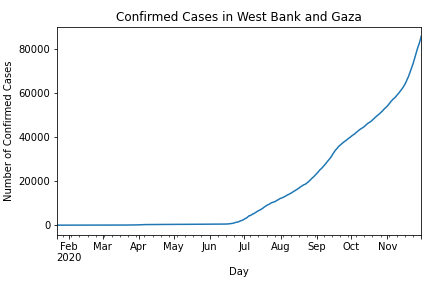 Confirmed Cases in West Bank and Gaza
Number of Confirmed Cases
80000
60000
40000
20000
0
Feb Mar Apr May Jun Jul Aug Sep Oct Nov
2020
Day